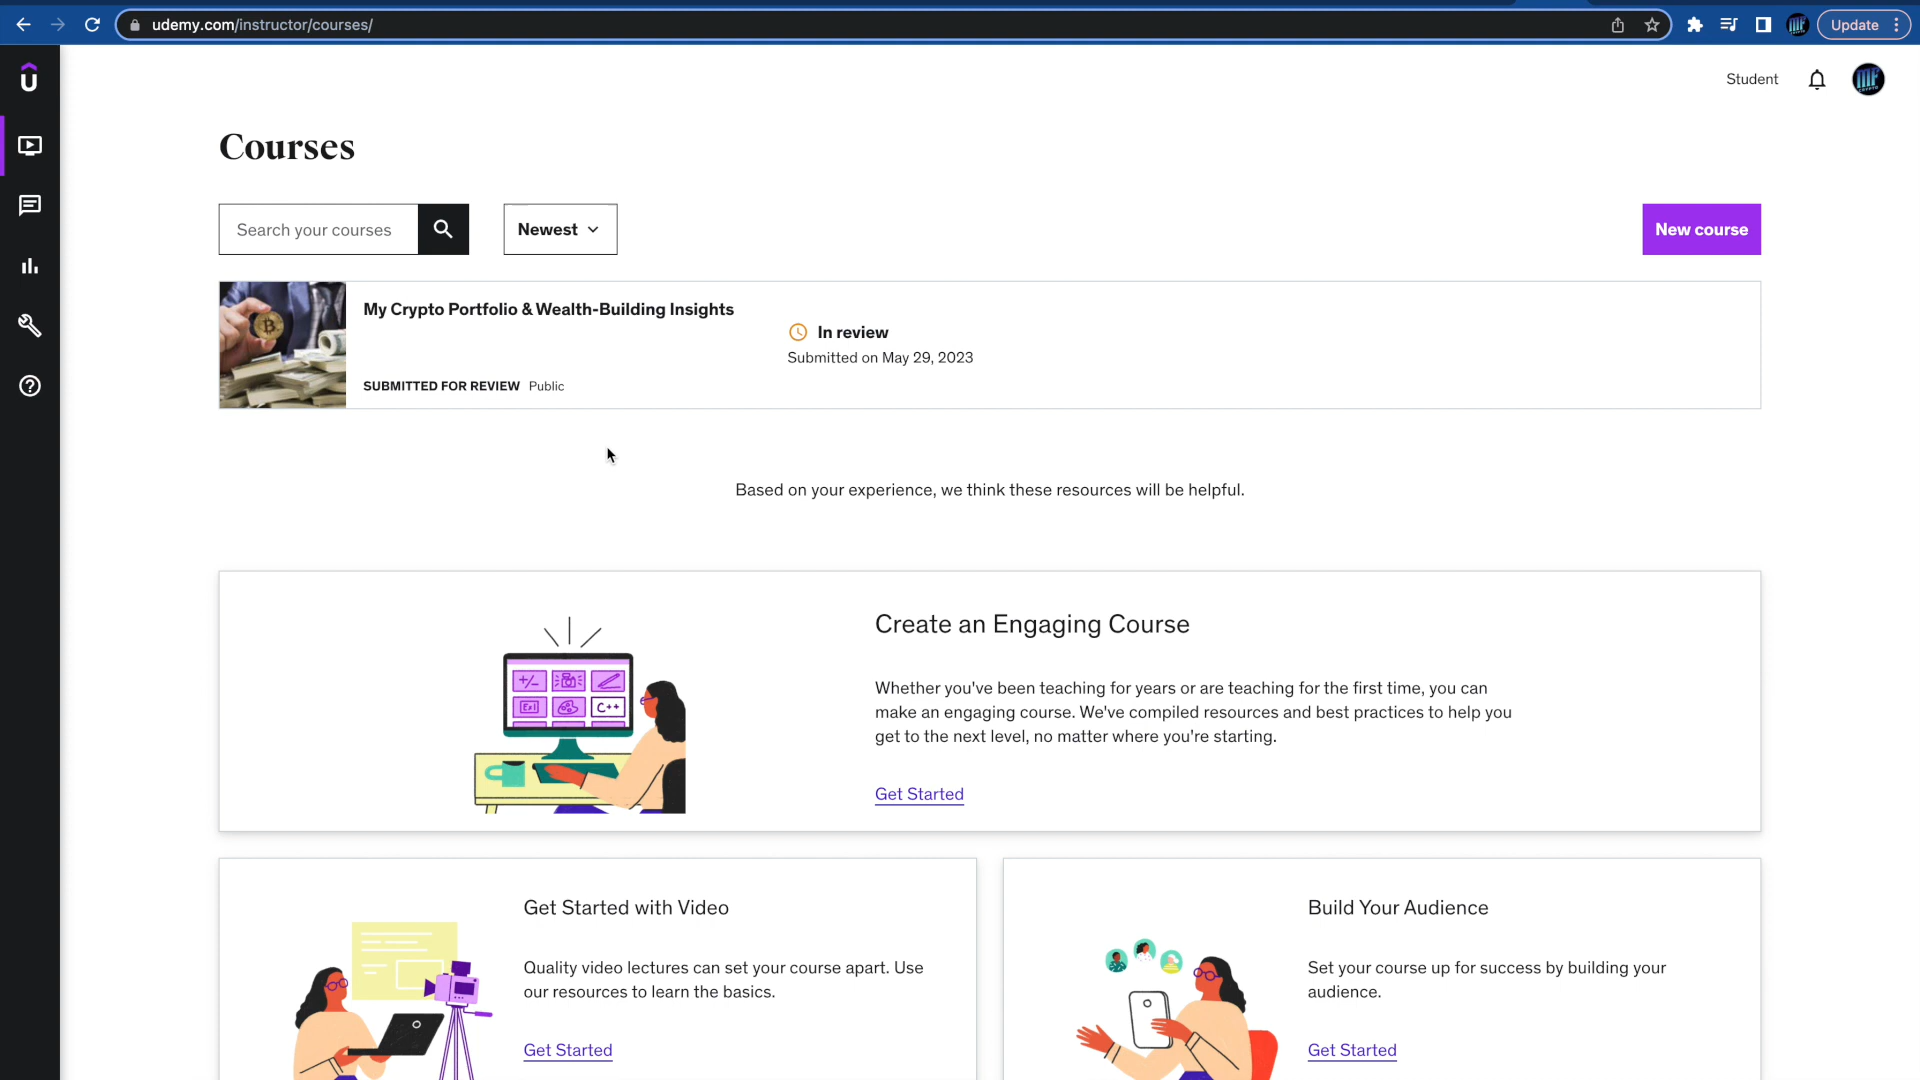 udemy.com/instructor/courses/
Update
Student
Courses
Search your courses
Newest
New course
My Crypto Portfolio & Wealth-Building Insights
In review
Submitted on May 29, 2023
SUBMITTED FOR REVIEW Public
Based on your experience, we think these resources will be helpful.
Create an Engaging Course
Whether you've been teaching for years or are teaching for the first time, you can
make an engaging course. We've compiled resources and best practices to help you
get to the next level, no matter where you're starting.
Get Started
+/-
C++
Get Started with Video
Quality video lectures can set your course apart. Use
our resources to learn the basics.
Get Started
Build Your Audience
Set your course up for success by building your
audience.
Get Started